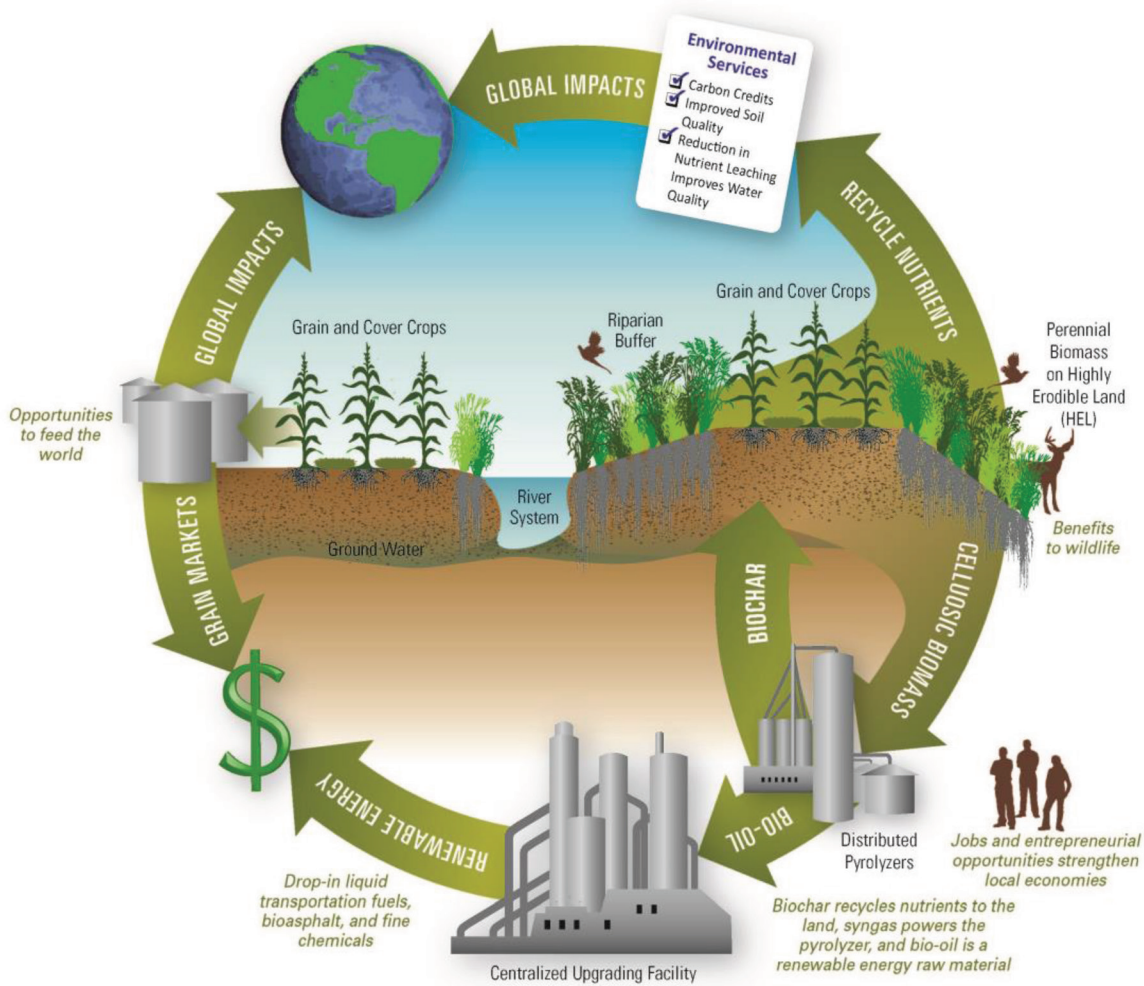 Environmental
Services
Carbon Credits
Improved Soil
Quality
Reduction in
Nutrient Leaching
Improves Water
Quality
GLOBAL IMPACTS
RECYCLE NUTRIENTS
GLOBAL IMPACTS
Grain and Cover Crops
Grain and Cover Crops
Riparian
Buffer
Perennial
Biomass
on Highly
Erodible Land
(HEL)
Opportunities
to feed the
world
River
System
Ground Water
Benefits
to wildlife
GRAIN MARKETS
BIOCHAR
CELLUOSIC BIOMASS
$
RENEWABLE ENERGY
BIO-OIL
Distributed
Pyrolyzers
Jobs and entrepreneurial
opportunities strengthen
local economies
Drop-in liquid
transportation fuels,
bioasphalt, and fine
chemicals
Biochar recycles nutrients to the
land, syngas powers the
pyrolyzer, and bio-oil is a
renewable energy raw material
Centralized Upgrading Facility